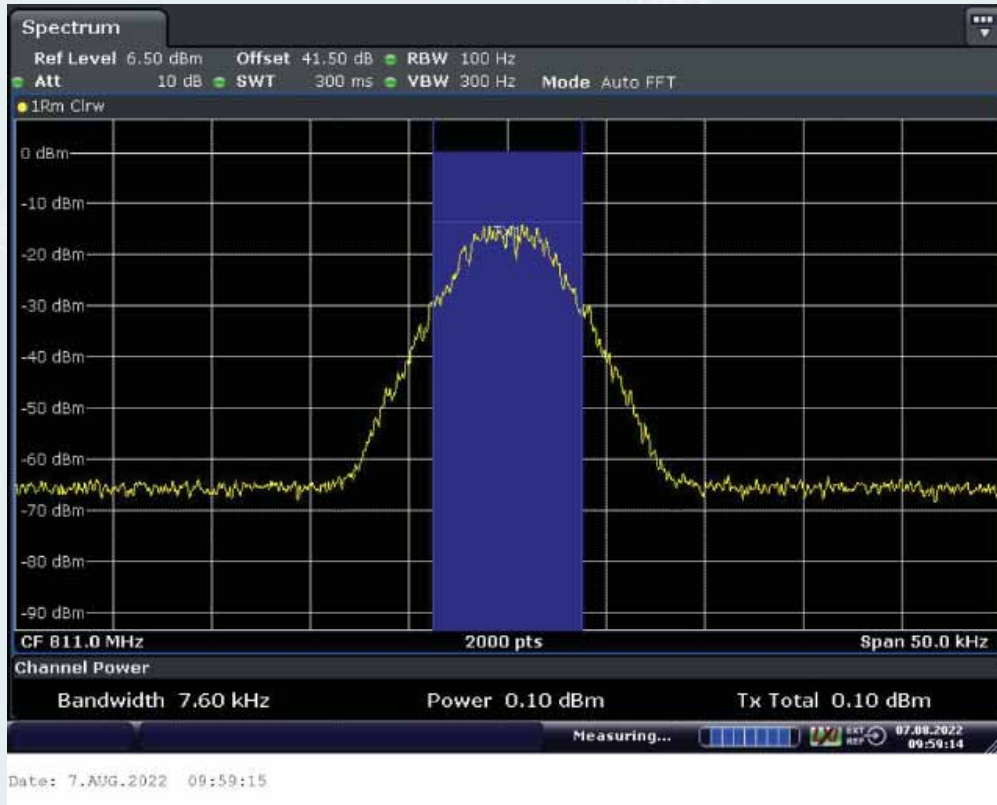 Spectrum
Ref Level 6.50 dBm Offset 41.50 dB RBW 100 Hz
Att 10 dB SWT 300 ms VBW 300 Hz Mode Auto FFT
1Rm Clrw
0 dBm
-10 dBm
-20 dBm
-30 dBm
-40 dBm
-50 dBm
-60 dBm
-70 dBm
-80 dBm
-90 dBm
CF 811.0 MHz 2000 pts Span 50.0 kHz
Channel Power
Bandwidth 7.60 kHz Power 0.10 dBm Tx Total 0.10 dBm
Measuring... EXT REF 07.08.2022
09:59:14
Date: 7.AUG.2022 09:59:15